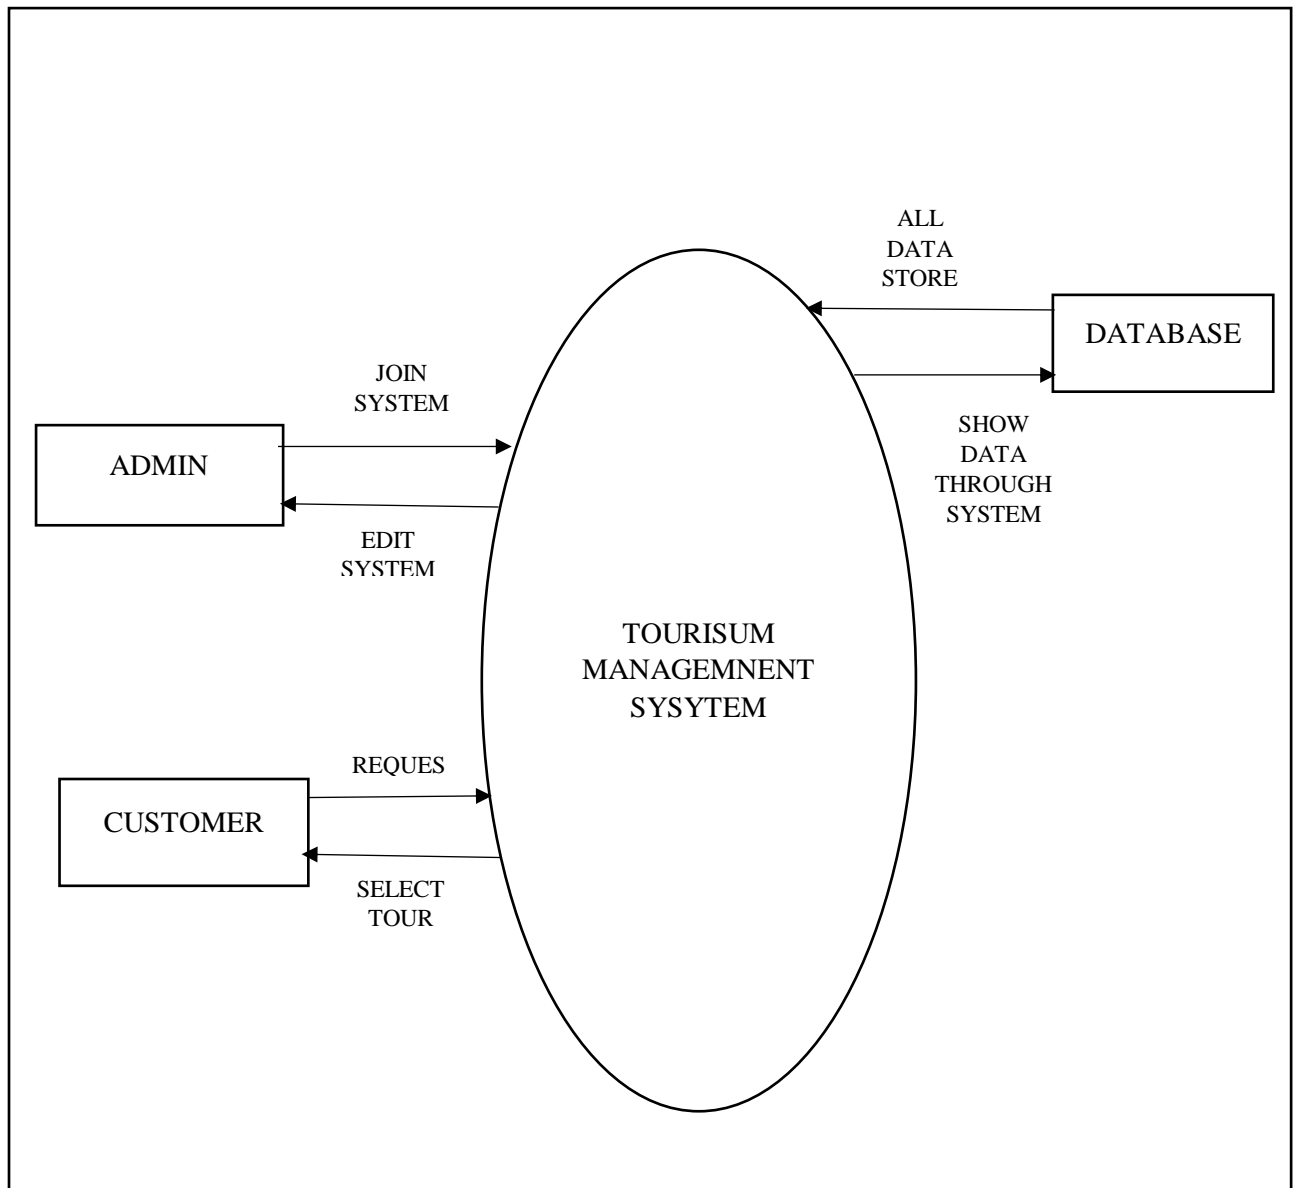 ALL
DATA
STORE
DATABASE
JOIN
SYSTEM
ADMIN
SHOW
DATA
THROUGH
SYSTEM
EDIT
SYSTEM
TOURISUM
MANAGEMNENT
SYSYTEM
REQUES
CUSTOMER
SELECT
TOUR